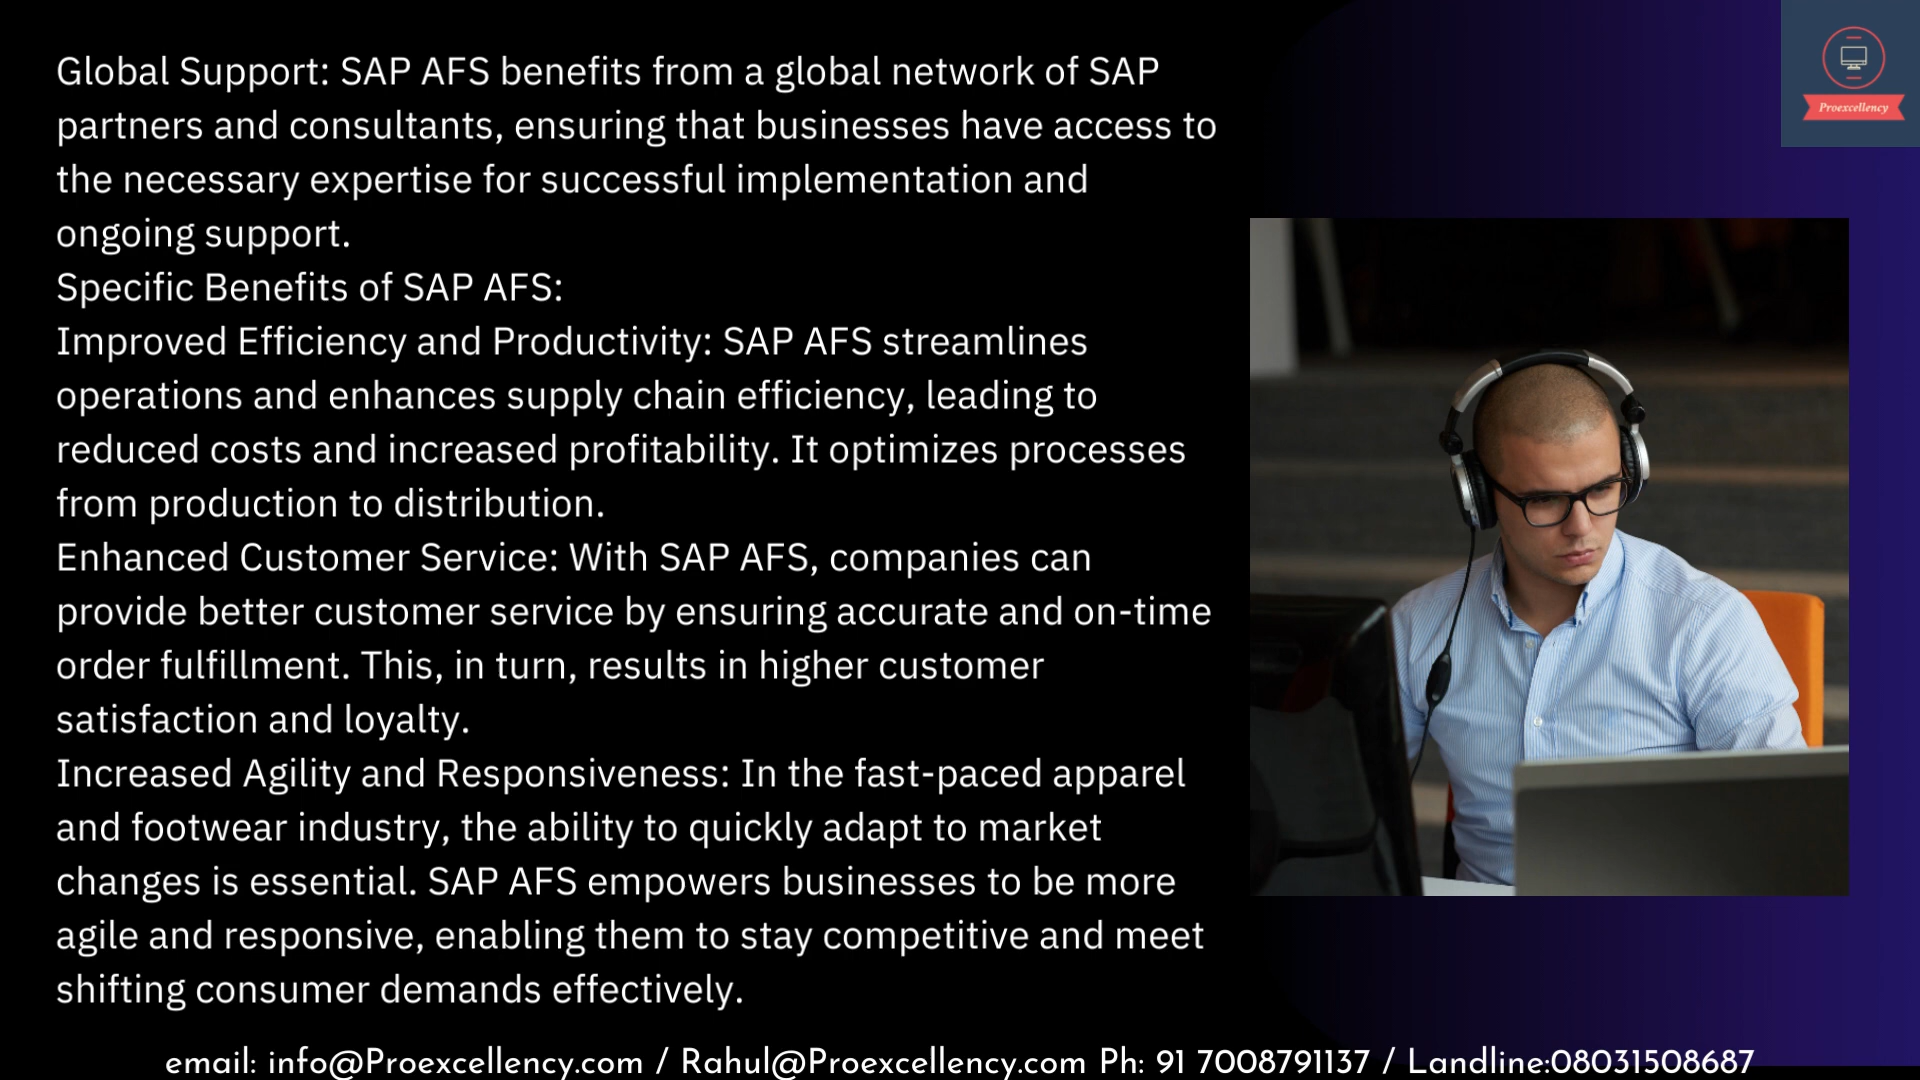 Global Support: SAP AFS benefits from a global network of SAP
partners and consultants, ensuring that businesses have access to
the necessary expertise for successful implementation and
ongoing support.
Specific Benefits of SAP AFS:
Improved Efficiency and Productivity: SAP AFS streamlines
operations and enhances supply chain efficiency, leading to
reduced costs and increased profitability. It optimizes processes
from production to distribution.
Enhanced Customer Service: With SAP AFS, companies can
provide better customer service by ensuring accurate and on-time
order fulfillment. This, in turn, results in higher customer
satisfaction and loyalty.
Increased Agility and Responsiveness: In the fast-paced apparel
and footwear industry, the ability to quickly adapt to market
changes is essential. SAP AFS empowers businesses to be more
agile and responsive, enabling them to stay competitive and meet
shifting consumer demands effectively.
Proexcellency
email: info@Proexcellency.com / Rahul@Proexcellency.com Ph: 91 7008791137 / Landline:08031508687